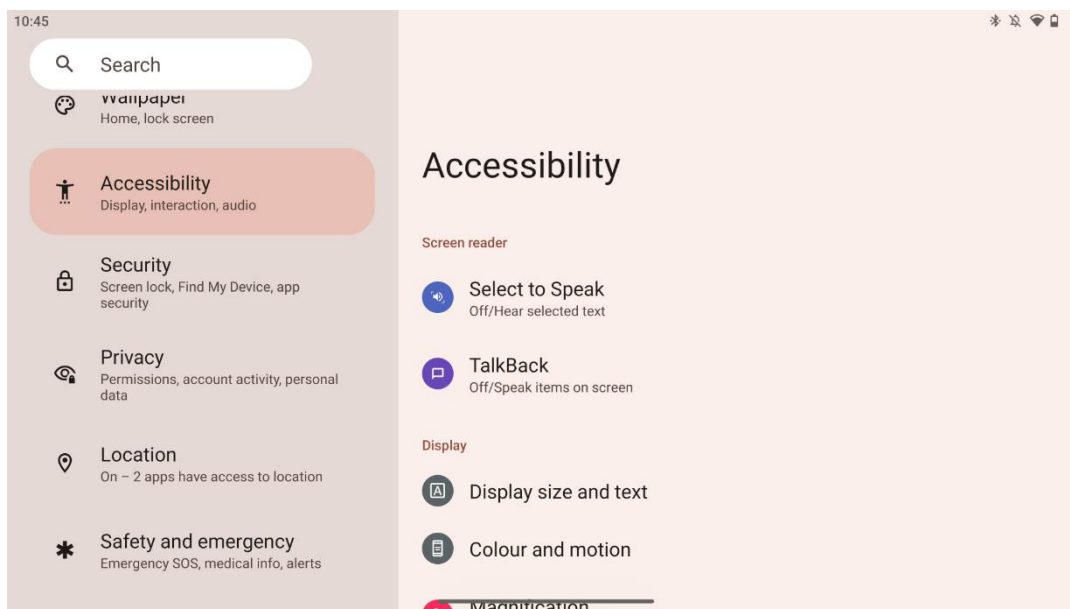 10:45
Search
Wallpaper
Home, lock screen
Accessibility
Display, interaction, audio
Security
Screen lock, Find My Device, app
security
Privacy
Permissions, account activity, personal
data
Location
On – 2 apps have access to location
Safety and emergency
Emergency SOS, medical info, alerts
Accessibility
Screen reader
Select to Speak
Off/Hear selected text
TalkBack
Off/Speak items on screen
Display
Display size and text
Colour and motion
Magnification